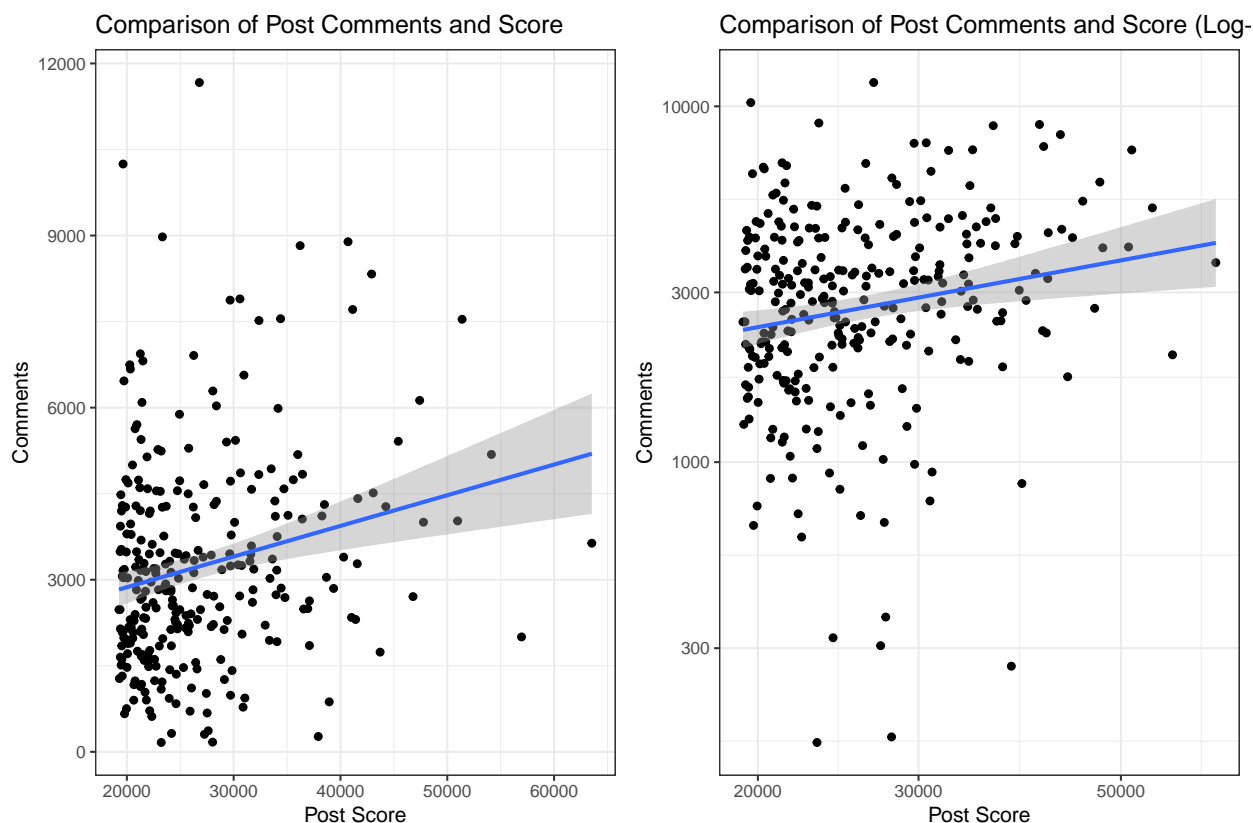 Comparison of Post Comments and Score
12000
9000
6000
3000
0
Comments
20000 30000 40000 50000 60000
Post Score
Comparison of Post Comments and Score (Log-
10000
3000
1000
300
Comments
20000 30000 50000
Post Score